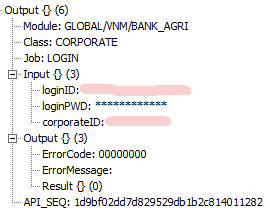 Output {} (6)
Module: GLOBAL/VNM/BANK_AGRI
Class: CORPORATE
Job: LOGIN
Input {} (3)
loginID:
loginPWD: ************
corporateID:
Output {} (3)
ErrorCode: 00000000
ErrorMessage:
Result {} (0)
API_SEQ: 1d9bf02dd7d829529db1b2c814011282